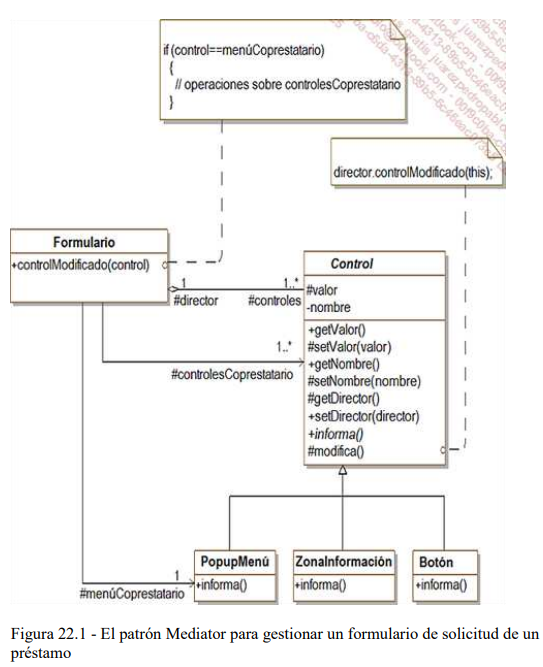 if (control==menúCoprestatario)
{
// operaciones sobre controlesCoprestatario
}
director.controlModificado(this);
Formulario
+controlModificado(control)
1
1..*
#director
#controles
1..*
#controlesCoprestatario
Control
#valor
-nombre
+getValor()
#setValor(valor)
+getNombre()
#setNombre(nombre)
#getDirector()
+setDirector(director)
+informa()
#modifica()
1
#menúCoprestatario
PopupMenú
+informa()
ZonaInformación
+informa()
Botón
+informa()
Figura 22.1 - El patrón Mediator para gestionar un formulario de solicitud de un
préstamo